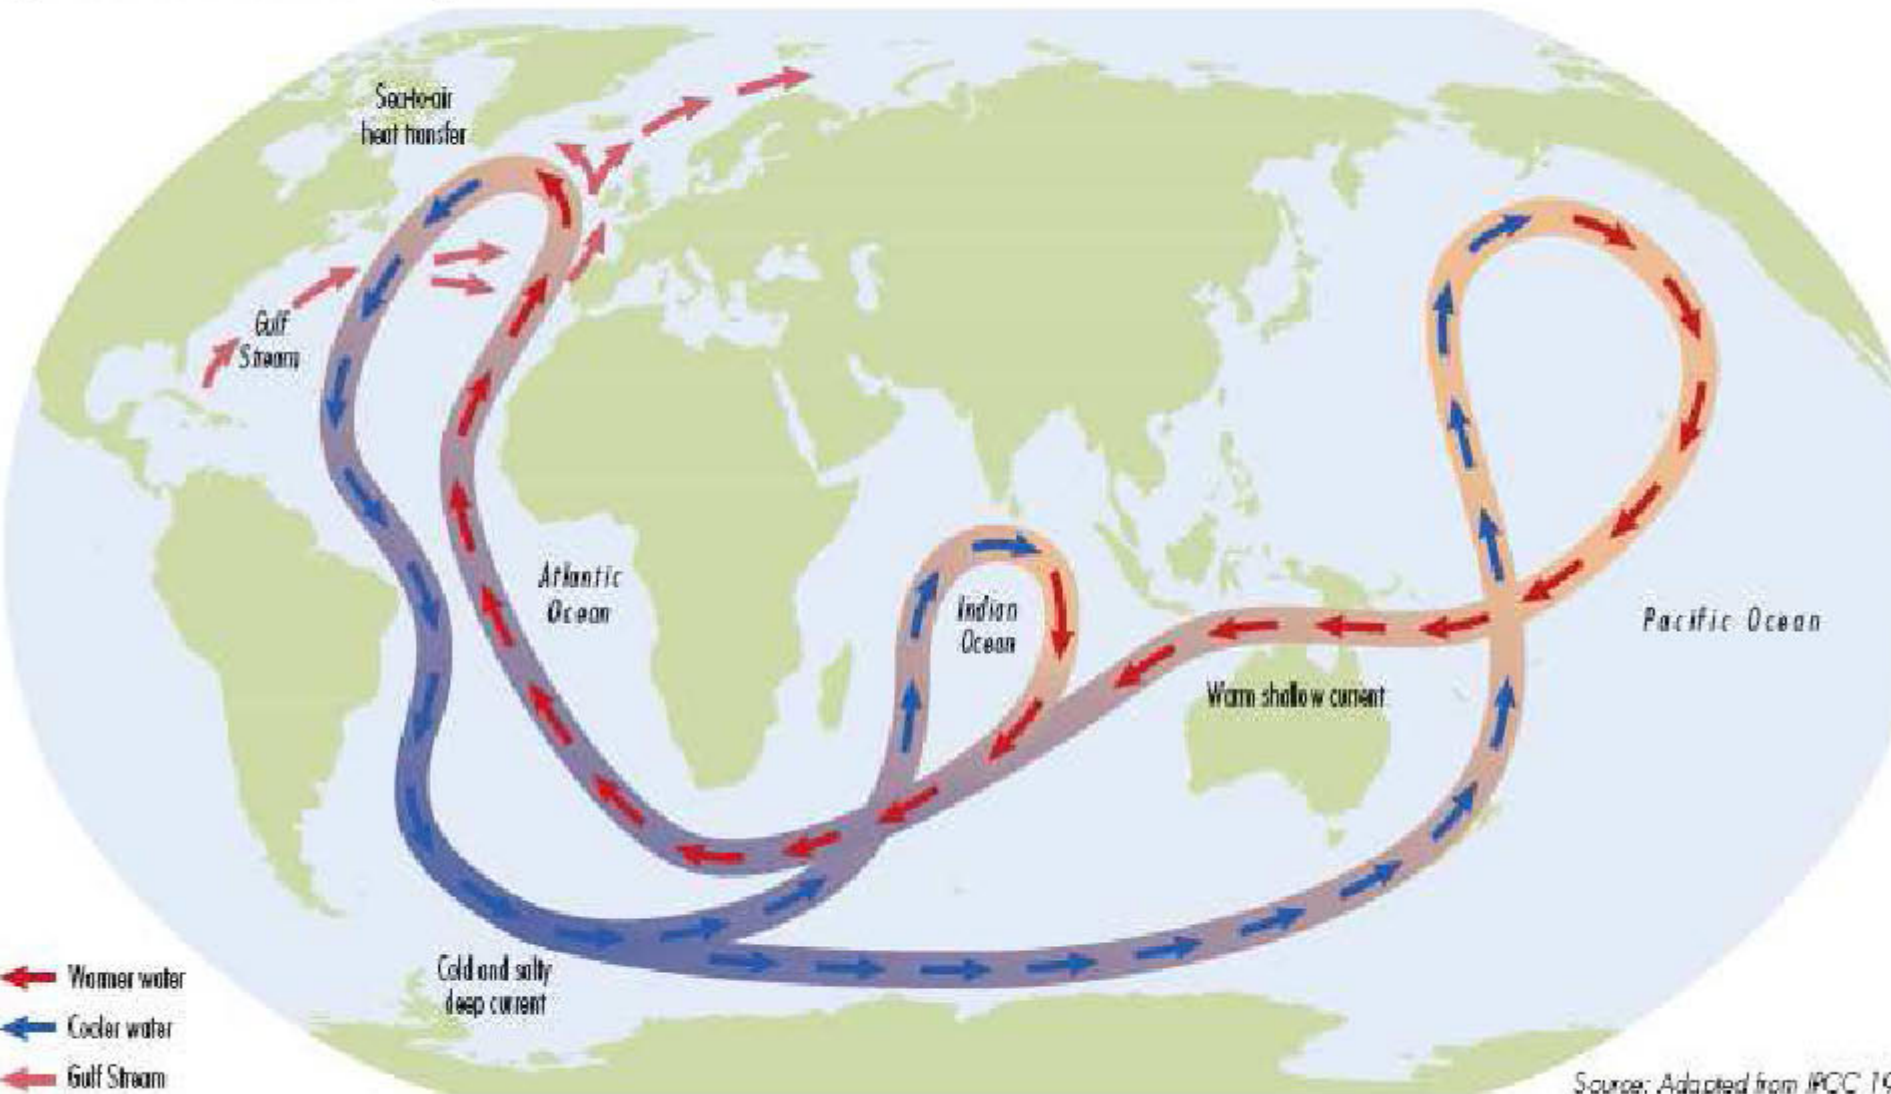 Sea-to-air
heat transfer
Gulf
Stream
Atlantic
Ocean
Indian
Ocean
Pacific Ocean
Warm shallow current
Cold and salty
deep current
Warmer water
Cooler water
Gulf Stream
Source: Adapted from IPCC 19